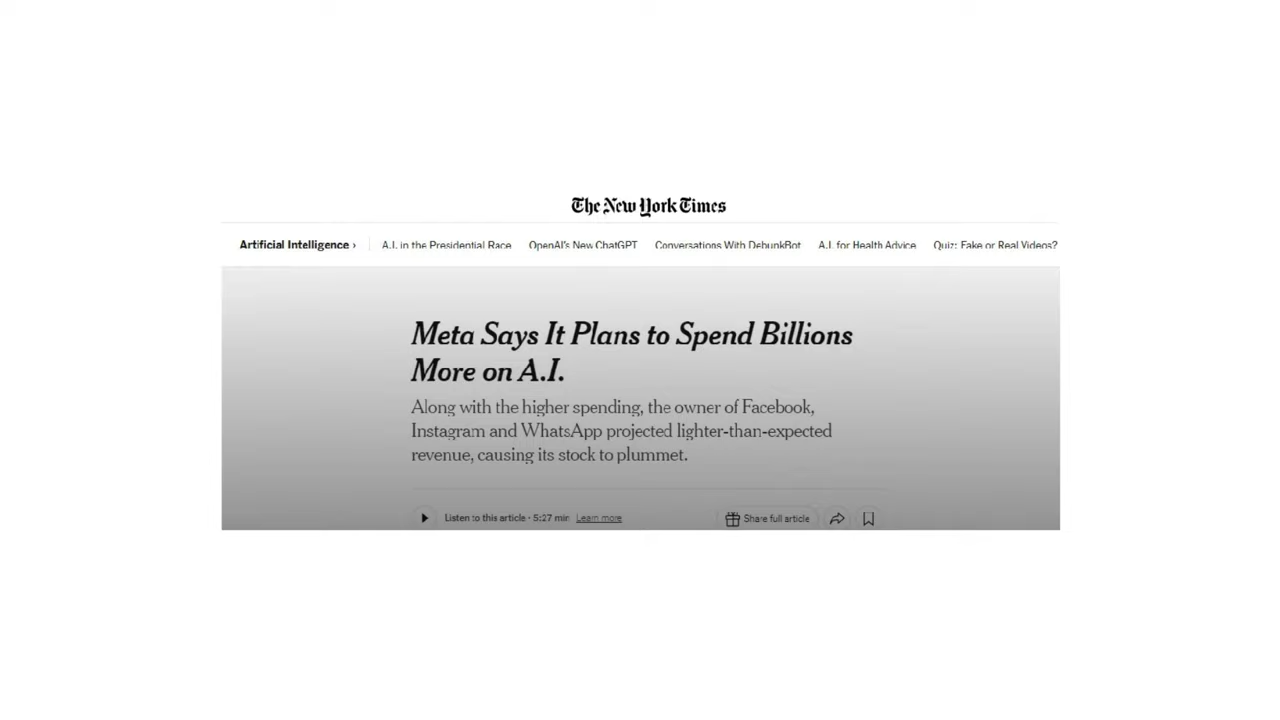 The New York Times
Artificial Intelligence › A.I. in the Presidential Race OpenAI's New ChatGPT Conversations With DebunkBot A.I. for Health Advice Quiz: Fake or Real Videos?
Meta Says It Plans to Spend Billions
More on A.I.
Along with the higher spending, the owner of Facebook,
Instagram and WhatsApp projected lighter-than-expected
revenue, causing its stock to plummet.
Listen to this article · 5:27 min Learn more Share full article